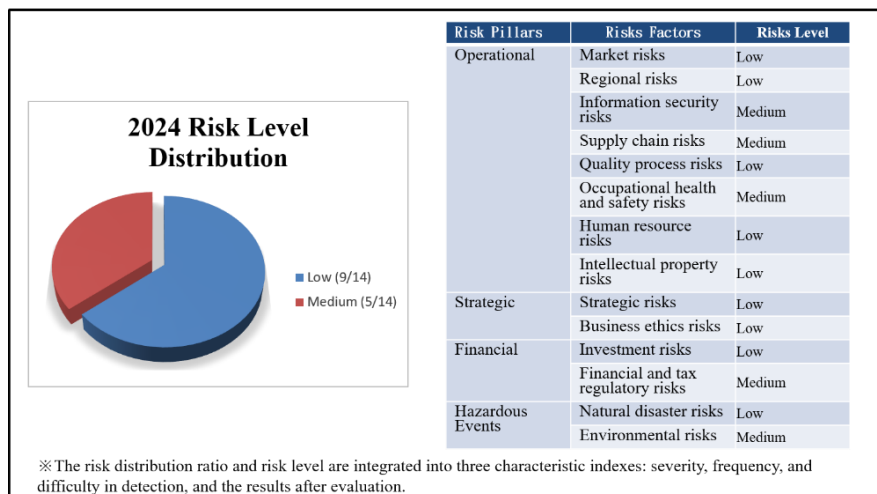 2024 Risk Level
Distribution
Low (9/14)
Medium (5/14)
Risk Pillars Risks Factors Risks Level
Operational Market risks Low
Regional risks Low
Information security
risks Medium
Supply chain risks Medium
Quality process risks Low
Occupational health
and safety risks Medium
Human resource
risks Low
Intellectual property
risks Low
Strategic Strategic risks Low
Business ethics risks Low
Financial Investment risks Low
Financial and tax
regulatory risks Medium
Hazardous
Events Natural disaster risks Low
Environmental risks Medium
※The risk distribution ratio and risk level are integrated into three characteristic indexes: severity, frequency, and
difficulty in detection, and the results after evaluation.